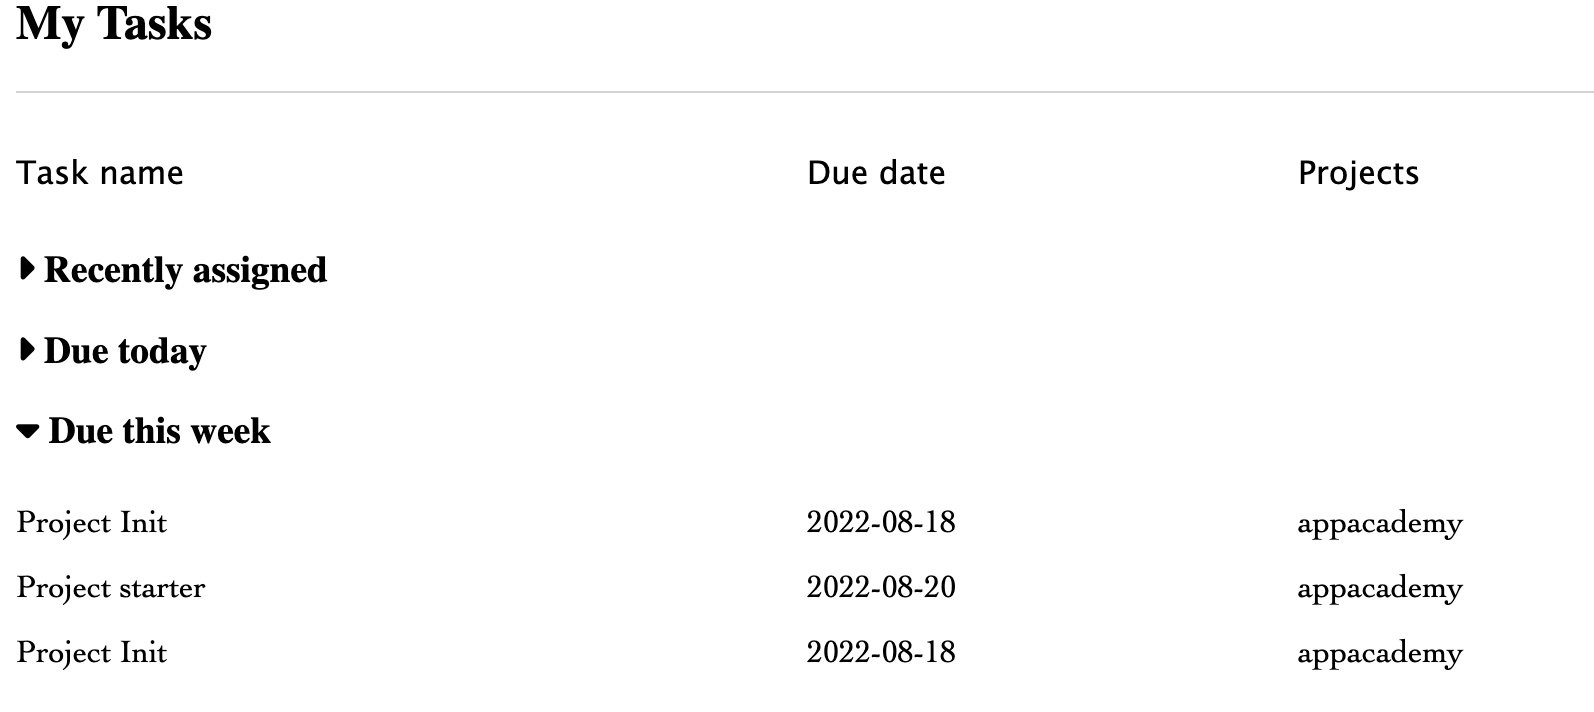 My Tasks
Task name Due date Projects
Recently assigned
Due today
Due this week
Project Init 2022-08-18 appacademy
Project starter 2022-08-20 appacademy
Project Init 2022-08-18 appacademy